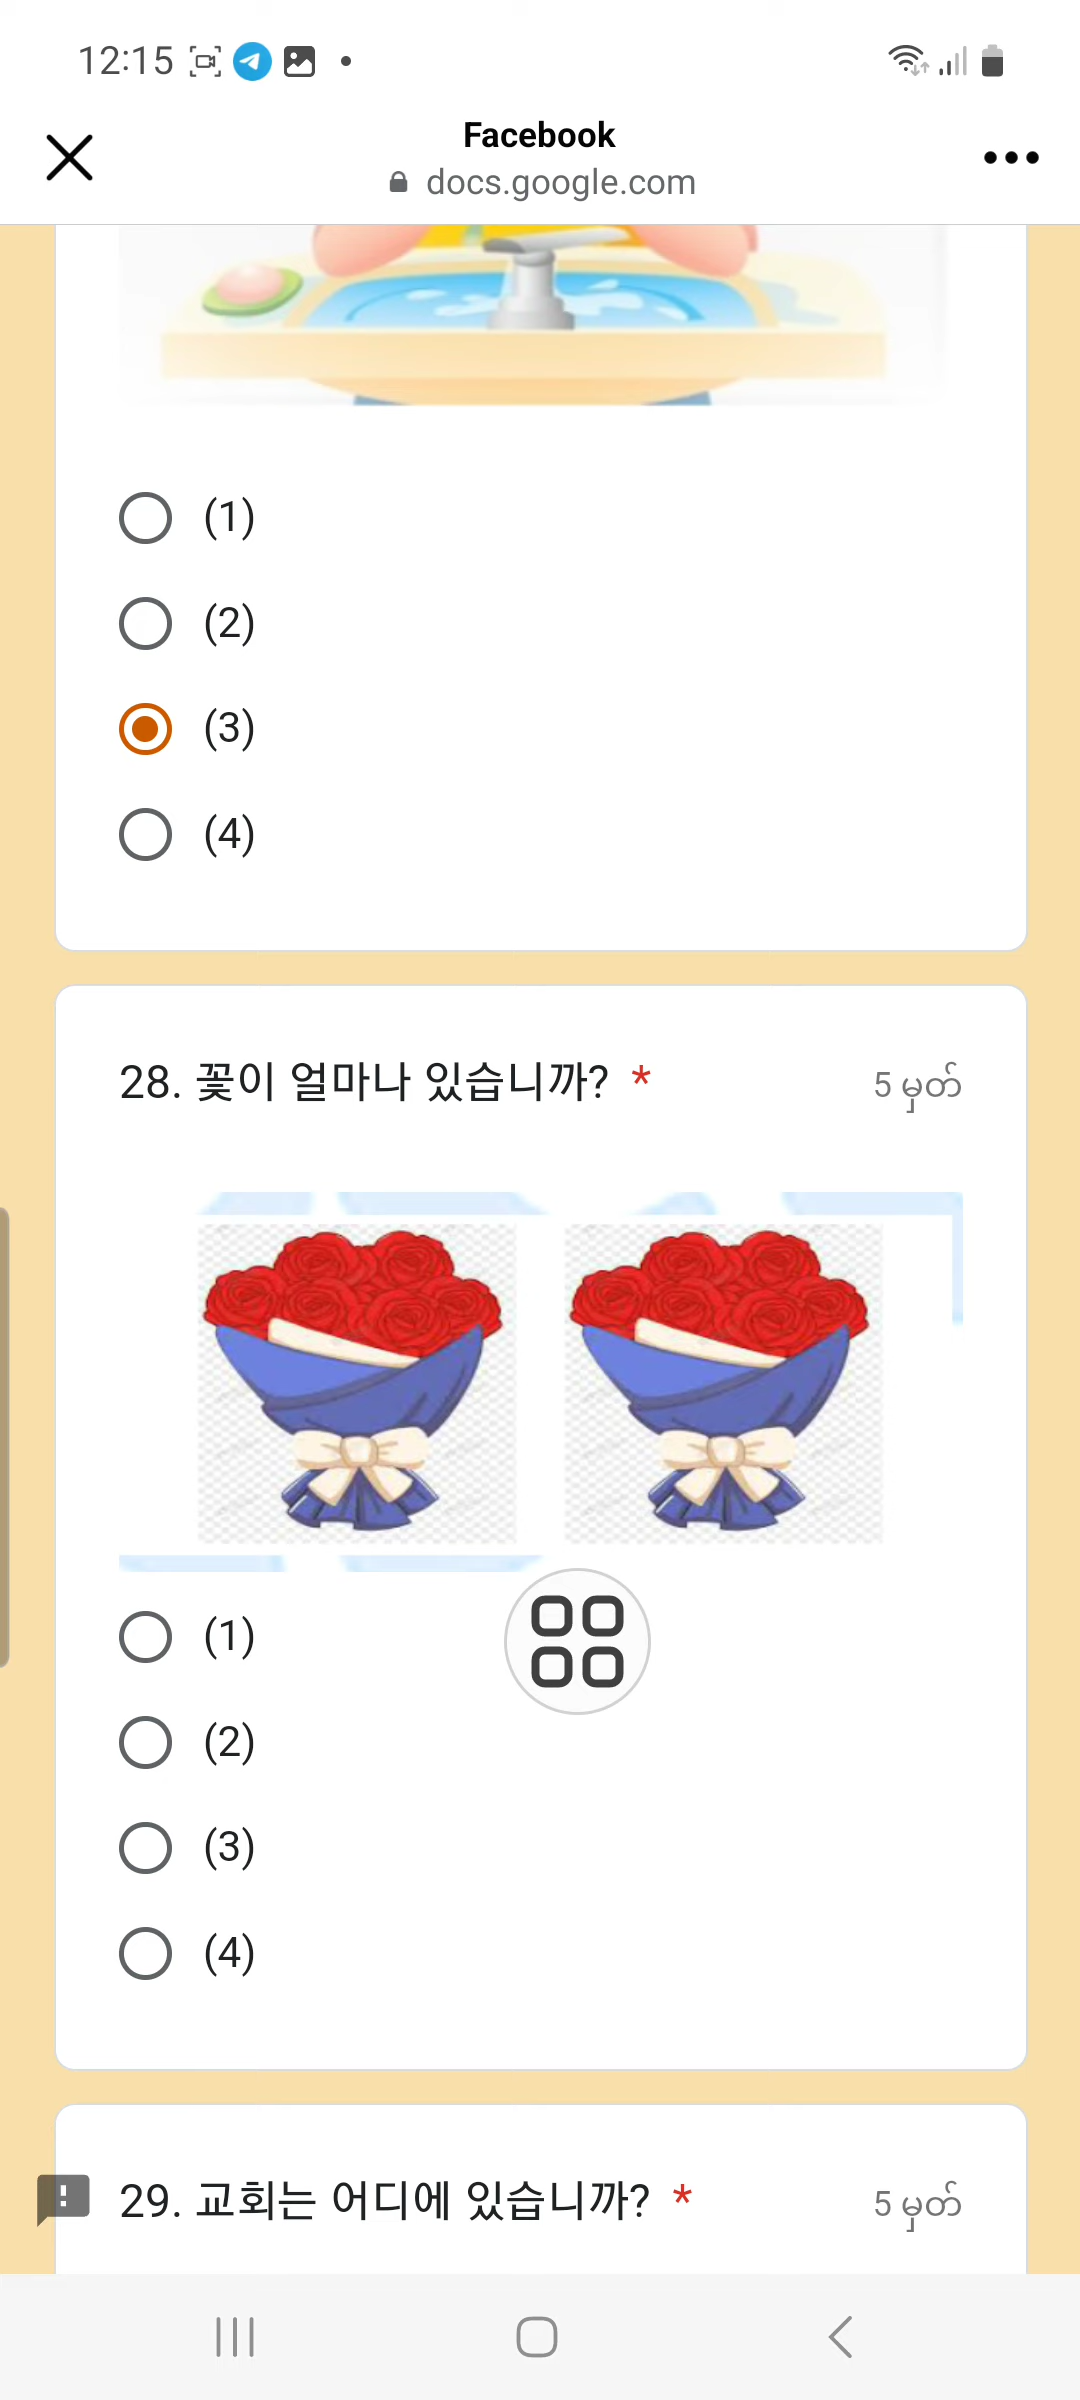 12:15
Facebook
docs.google.com
(1)
(2)
(3)
(4)
28. 꽃이 얼마나 있습니까? *
5 မှတ်
(1)
(2)
(3)
(4)
29. 교회는 어디에 있습니까? *
5 မှတ်